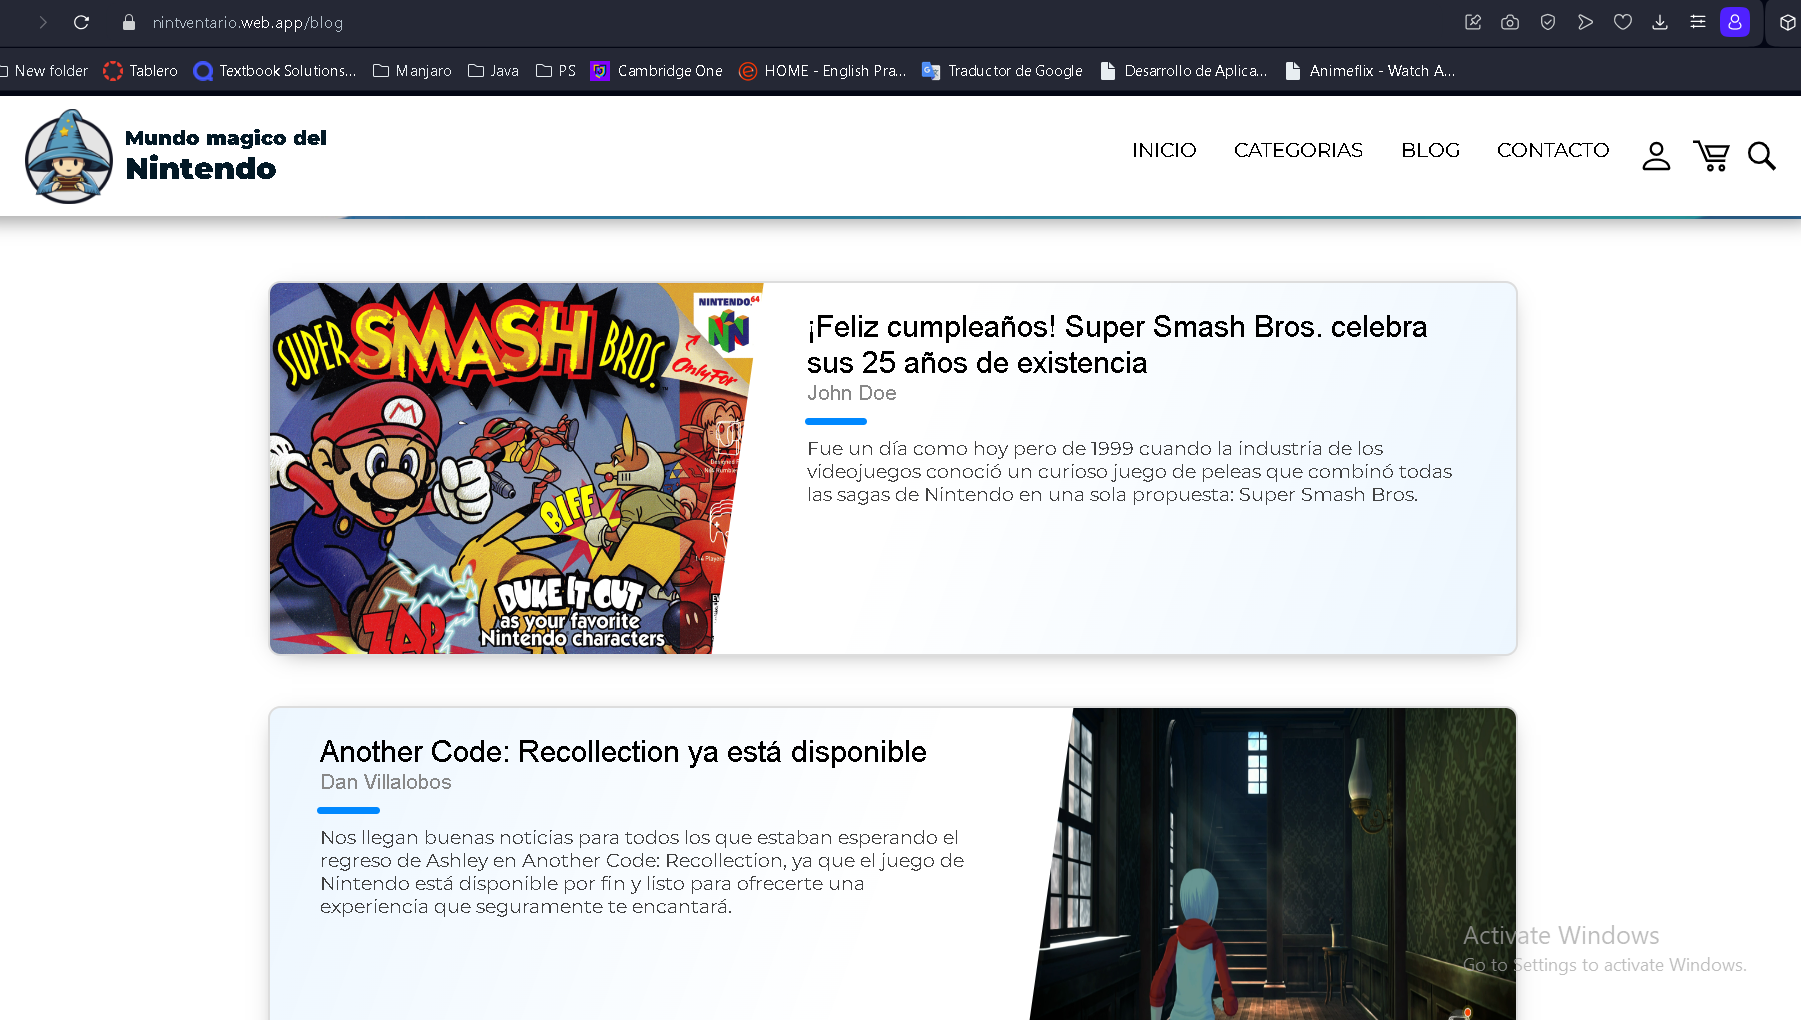 nintventario.web.app/blog
New folder
Tablero
Textbook Solutions...
Manjaro
Java
PS
Cambridge One
HOME - English Pra...
Traductor de Google
Desarrollo de Aplica...
Animeflix - Watch A...
Mundo magico del
Nintendo
INICIO
CATEGORIAS
BLOG
CONTACTO
SUPER SMASH BROS.
NINTENDO 64
Only For
BIFF
ZAP
DUKE IT OUT
as your favorite
Nintendo characters
¡Feliz cumpleaños! Super Smash Bros. celebra
sus 25 años de existencia
John Doe
Fue un día como hoy pero de 1999 cuando la industria de los
videojuegos conoció un curioso juego de peleas que combinó todas
las sagas de Nintendo en una sola propuesta: Super Smash Bros.
Another Code: Recollection ya está disponible
Dan Villalobos
Nos llegan buenas noticias para todos los que estaban esperando el
regreso de Ashley en Another Code: Recollection, ya que el juego de
Nintendo está disponible por fin y listo para ofrecerte una
experiencia que seguramente te encantará.
Activate Windows
Go to Settings to activate Windows.